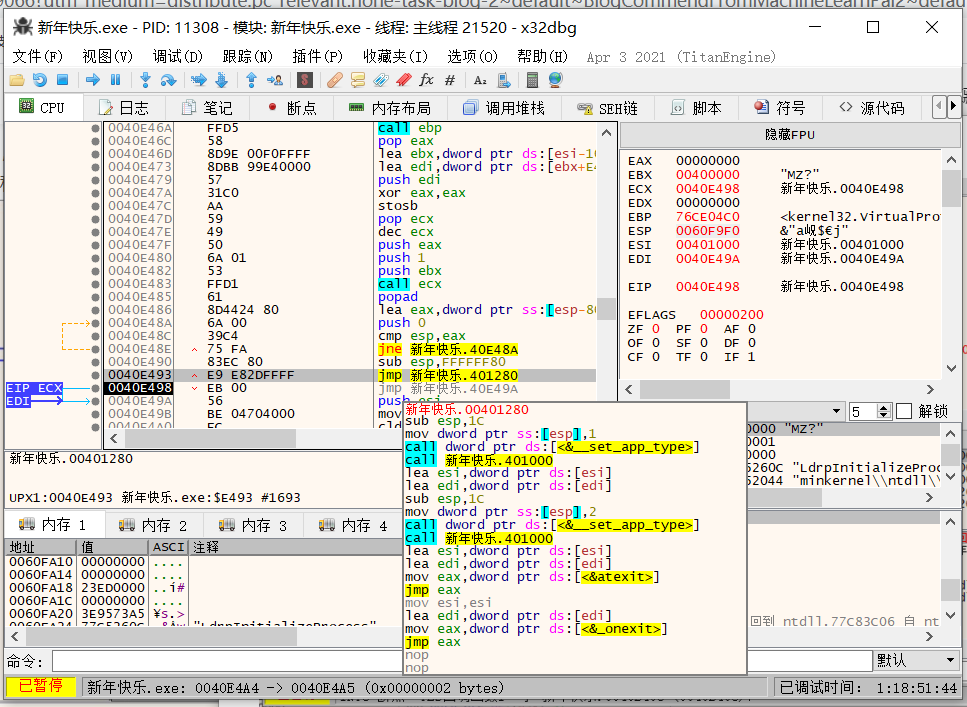 新年快乐.exe - PID: 11308 - 模块: 新年快乐.exe - 线程: 主线程 21520 - x32dbg
文件(F) 视图(V) 调试(D) 跟踪(N) 插件(P) 收藏夹(I) 选项(O) 帮助(H) Apr 3 2021 (TitanEngine)
CPU 日志 笔记 断点 内存布局 调用堆栈 SEH链 脚本 符号 源代码
0040E46A FFD5 call ebp
0040E46C 58 pop eax
0040E46D 8D9E 00F0FFFF lea ebx,dword ptr ds:[esi-10
0040E473 8DBB 99E40000 lea edi,dword ptr ds:[ebx+E4
0040E479 57 push edi
0040E47A 31C0 xor eax,eax
0040E47C AA stosb
0040E47D 59 pop ecx
0040E47E 49 dec ecx
0040E47F 50 push eax
0040E480 6A 01 push 1
0040E482 53 push ebx
0040E483 FFD1 call ecx
0040E485 61 popad
0040E486 8D4424 80 lea eax,dword ptr ss:[esp-80
0040E48A 6A 00 push 0
0040E48C 39C4 cmp esp,eax
0040E48E 75 FA jne 新年快乐.40E48A
0040E490 83EC 80 sub esp,FFFFFF80
0040E493 E9 E82DFFFF jmp 新年快乐.401280
0040E498 EB 00 jmp 新年快乐.40E49A
0040E49A 56 push esi
0040E49B BE 04704000 mov
EIP ECX
EDI
隐藏FPU
EAX 00000000
EBX 00400000 "MZ?"
ECX 0040E498 新年快乐.0040E498
EDX 00000000
EBP 76CE04C0 <kernel32.VirtualPro
ESP 0060F9F0 &"a岘$€j"
ESI 00401000 新年快乐.00401000
EDI 0040E49A 新年快乐.0040E49A
EIP 0040E498 新年快乐.0040E498
EFLAGS 00000200
ZF 0 PF 0 AF 0
OF 0 SF 0 DF 0
CF 0 TF 0 IF 1
5 解锁
新年快乐.00401280
sub esp,1C
mov dword ptr ss:[esp],1
call dword ptr ds:[<&__set_app_type>]
call 新年快乐.401000
lea esi,dword ptr ds:[esi]
lea edi,dword ptr ds:[edi]
sub esp,1C
mov dword ptr ss:[esp],2
call dword ptr ds:[<&__set_app_type>]
call 新年快乐.401000
lea esi,dword ptr ds:[esi]
lea edi,dword ptr ds:[edi]
mov eax,dword ptr ds:[<&atexit>]
jmp eax
mov esi,esi
lea edi,dword ptr ds:[edi]
mov eax,dword ptr ds:[<&_onexit>]
jmp eax
nop
nop
0000 "MZ?"
0001
0000
5260C "LdrpInitializeProc
52044 "minkernel\\ntdll\\
回到 ntdll.77C83C06 自 nt
新年快乐.00401280
UPX1:0040E493 新年快乐.exe:$E493 #1693
内存 1 内存 2 内存 3 内存 4
地址 值 ASCI 注释
0060FA10 00000000 ....
0060FA14 00000000 ....
0060FA18 23ED0000 ..í#
0060FA1C 00000000 ....
0060FA20 3E9573A5 ¥s.>
命令: 默认
已暂停 新年快乐.exe: 0040E4A4 -> 0040E4A5 (0x00000002 bytes) 已调试时间: 1:18:51:44